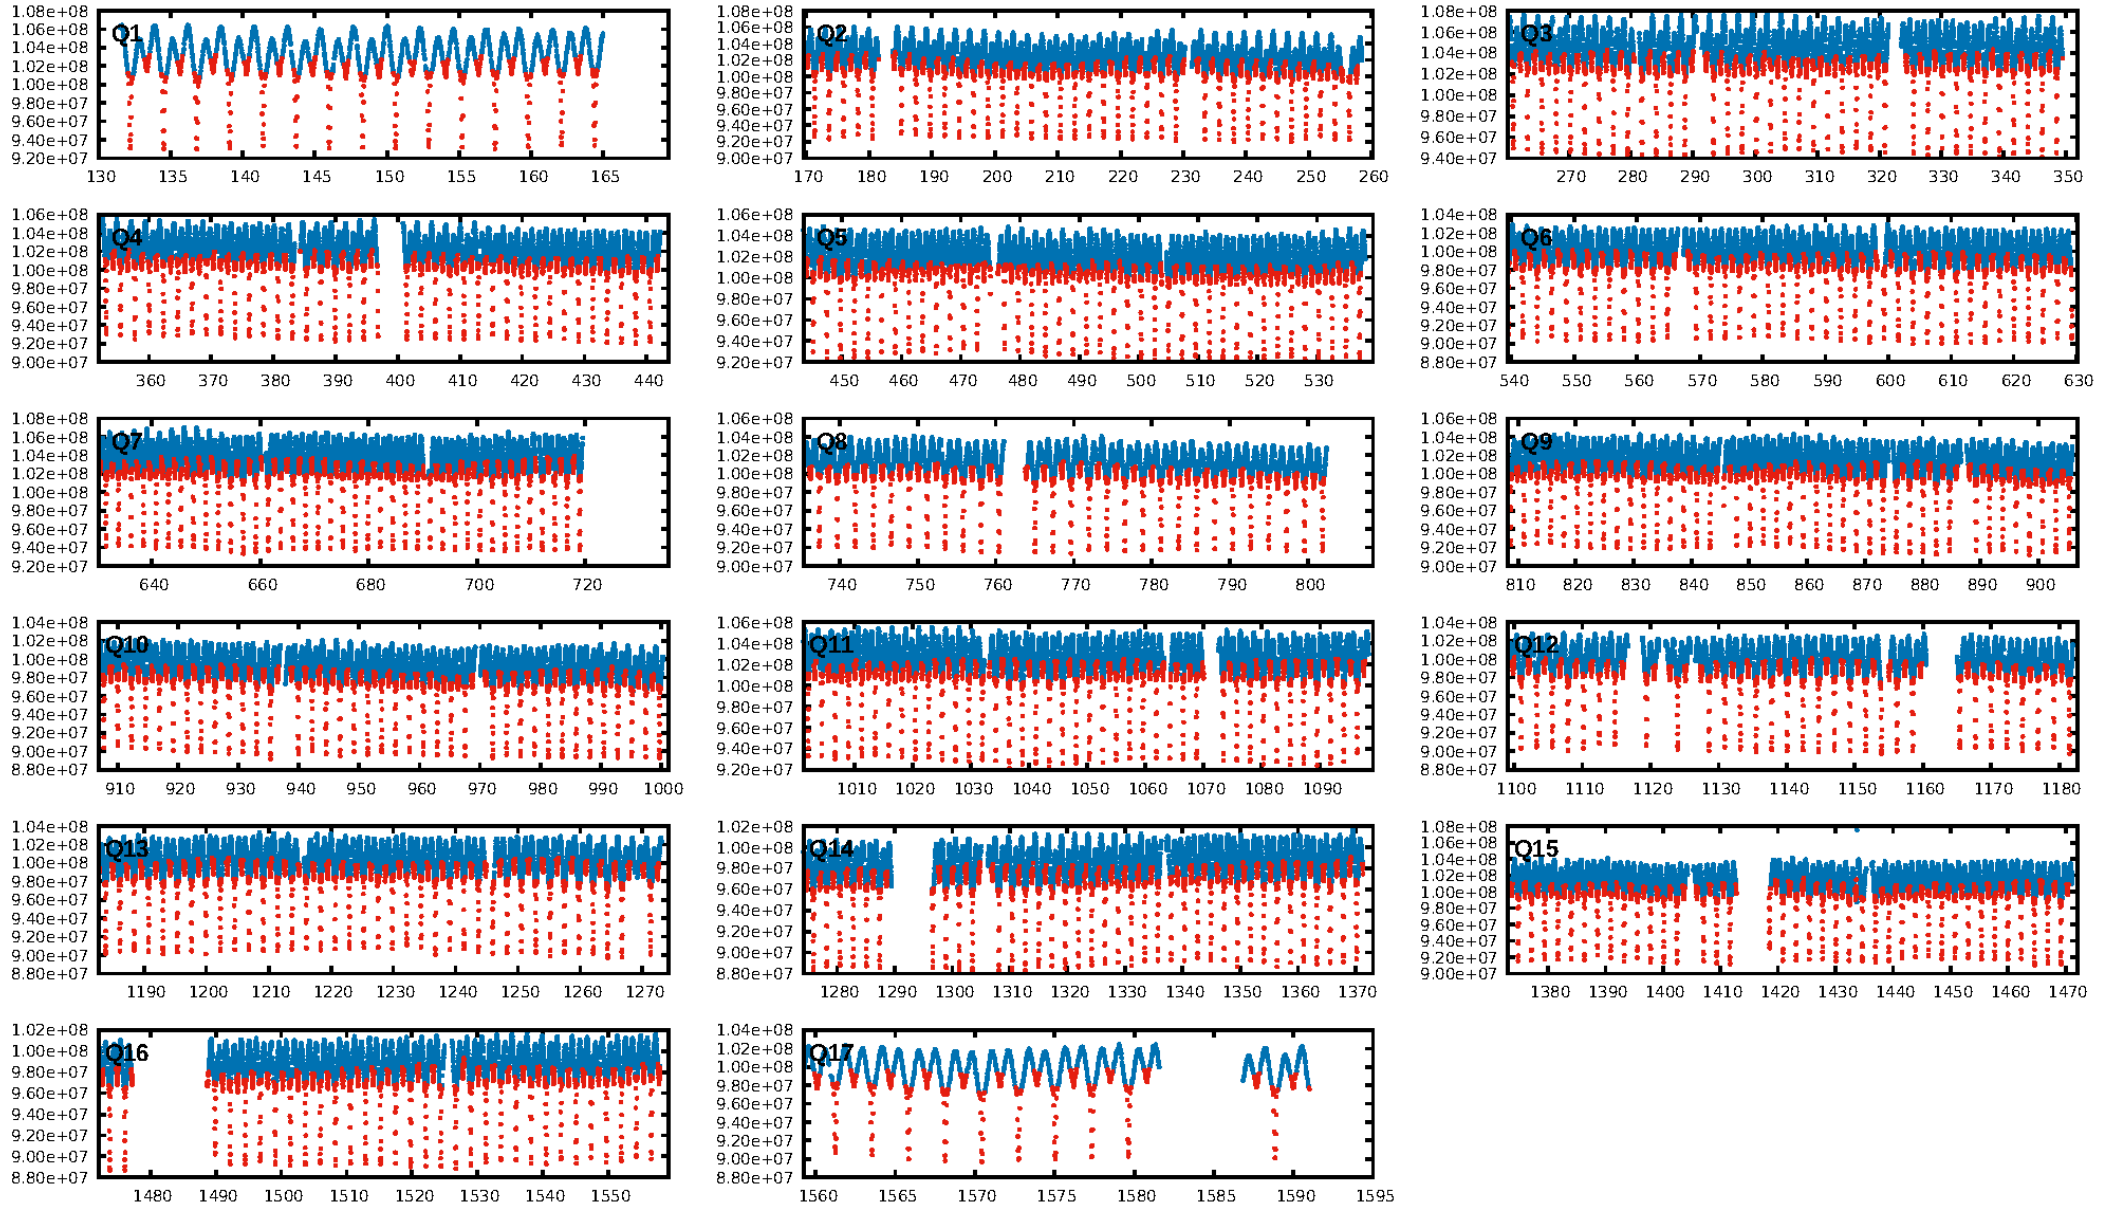 1.08e+08 1.06e+08 1.04e+08 1.02e+08 1.00e+08 9.80e+07 9.60e+07 9.40e+07 9.20e+07
Q1
130 135 140 145 150 155 160 165
1.08e+08 1.06e+08 1.04e+08 1.02e+08 1.00e+08 9.80e+07 9.60e+07 9.40e+07 9.20e+07 9.00e+07
Q2
170 180 190 200 210 220 230 240 250 260
1.08e+08 1.06e+08 1.04e+08 1.02e+08 1.00e+08 9.80e+07 9.60e+07 9.40e+07
Q3
270 280 290 300 310 320 330 340 350
1.06e+08 1.04e+08 1.02e+08 1.00e+08 9.80e+07 9.60e+07 9.40e+07 9.20e+07 9.00e+07
Q4
360 370 380 390 400 410 420 430 440
1.06e+08 1.04e+08 1.02e+08 1.00e+08 9.80e+07 9.60e+07 9.40e+07 9.20e+07
Q5
450 460 470 480 490 500 510 520 530
1.04e+08 1.02e+08 1.00e+08 9.80e+07 9.60e+07 9.40e+07 9.20e+07 9.00e+07 8.80e+07
Q6
540 550 560 570 580 590 600 610 620 630
1.08e+08 1.06e+08 1.04e+08 1.02e+08 1.00e+08 9.80e+07 9.60e+07 9.40e+07 9.20e+07
Q7
640 660 680 700 720
1.06e+08 1.04e+08 1.02e+08 1.00e+08 9.80e+07 9.60e+07 9.40e+07 9.20e+07 9.00e+07
Q8
740 750 760 770 780 790 800
1.06e+08 1.04e+08 1.02e+08 1.00e+08 9.80e+07 9.60e+07 9.40e+07 9.20e+07 9.00e+07
Q9
810 820 830 840 850 860 870 880 890 900
1.04e+08 1.02e+08 1.00e+08 9.80e+07 9.60e+07 9.40e+07 9.20e+07 9.00e+07 8.80e+07
Q10
910 920 930 940 950 960 970 980 990 1000
1.06e+08 1.04e+08 1.02e+08 1.00e+08 9.80e+07 9.60e+07 9.40e+07 9.20e+07
Q11
1010 1020 1030 1040 1050 1060 1070 1080 1090
1.04e+08 1.02e+08 1.00e+08 9.80e+07 9.60e+07 9.40e+07 9.20e+07 9.00e+07 8.80e+07
Q12
1100 1110 1120 1130 1140 1150 1160 1170 1180
1.04e+08 1.02e+08 1.00e+08 9.80e+07 9.60e+07 9.40e+07 9.20e+07 9.00e+07 8.80e+07
Q13
1190 1200 1210 1220 1230 1240 1250 1260 1270
1.02e+08 1.00e+08 9.80e+07 9.60e+07 9.40e+07 9.20e+07 9.00e+07 8.80e+07
Q14
1280 1290 1300 1310 1320 1330 1340 1350 1360 1370
1.08e+08 1.06e+08 1.04e+08 1.02e+08 1.00e+08 9.80e+07 9.60e+07 9.40e+07 9.20e+07 9.00e+07
Q15
1380 1390 1400 1410 1420 1430 1440 1450 1460 1470
1.02e+08 1.00e+08 9.80e+07 9.60e+07 9.40e+07 9.20e+07 9.00e+07 8.80e+07
Q16
1480 1490 1500 1510 1520 1530 1540 1550
1.04e+08 1.02e+08 1.00e+08 9.80e+07 9.60e+07 9.40e+07 9.20e+07 9.00e+07 8.80e+07
Q17
1560 1565 1570 1575 1580 1585 1590 1595